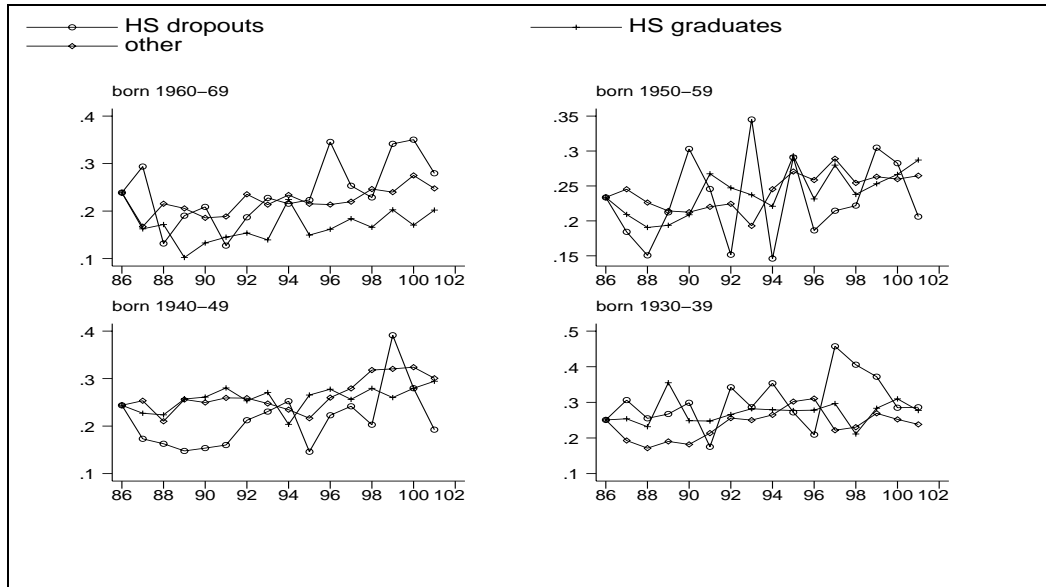 HS dropouts HS graduates
other
born 1960–69 born 1950–59
.4 .35
.3 .3
.25
.2 .2
.1 .15
86 88 90 92 94 96 98 100 102 86 88 90 92 94 96 98 100 102
born 1940–49 born 1930–39
.4 .5
.4
.3 .3
.2 .2
.1 .1
86 88 90 92 94 96 98 100 102 86 88 90 92 94 96 98 100 102